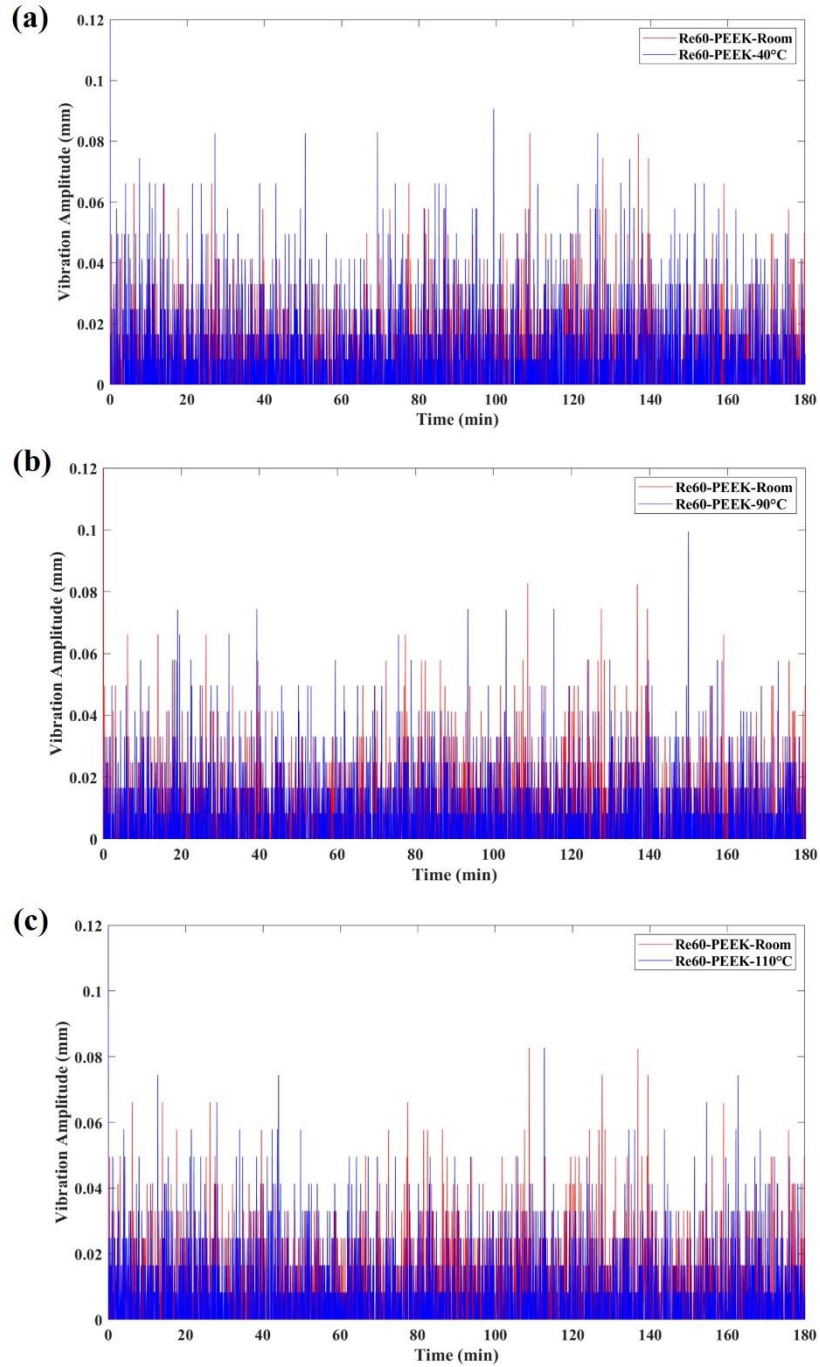 (a)
0.12
Re60-PEEK-Room
Re60-PEEK-40°C
0.1
0.08
0.06
0.04
0.02
0
Vibration Amplitude (mm)
0 20 40 60 80 100 120 140 160 180
Time (min)
(b)
0.12
Re60-PEEK-Room
Re60-PEEK-90°C
0.1
0.08
0.06
0.04
0.02
0
Vibration Amplitude (mm)
0 20 40 60 80 100 120 140 160 180
Time (min)
(c)
0.12
Re60-PEEK-Room
Re60-PEEK-110°C
0.1
0.08
0.06
0.04
0.02
0
Vibration Amplitude (mm)
0 20 40 60 80 100 120 140 160 180
Time (min)